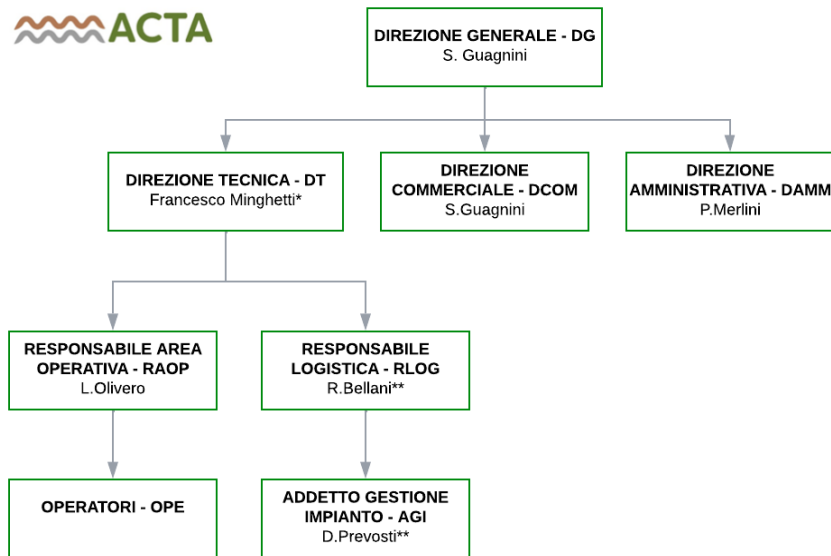 ACTA
DIREZIONE GENERALE - DG
S. Guagnini
DIREZIONE TECNICA - DT
Francesco Minghetti*
DIREZIONE
COMMERCIALE - DCOM
S.Guagnini
DIREZIONE
AMMINISTRATIVA - DAMM
P.Merlini
RESPONSABILE AREA
OPERATIVA - RAOP
L.Olivero
RESPONSABILE
LOGISTICA - RLOG
R.Bellani**
OPERATORI - OPE
ADDETTO GESTIONE
IMPIANTO - AGI
D.Prevosti**